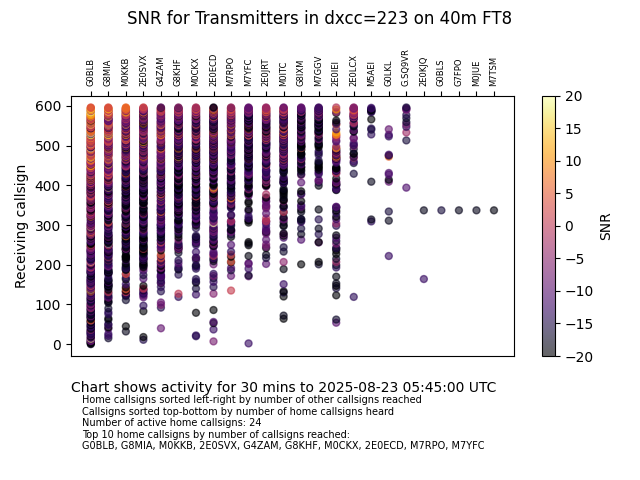 SNR for Transmitters in dxcc=223 on 40m FT8
G0BLB G8MIA M0KKB 2E0SVX G4ZAM G8KHF M0CKX 2E0ECD M7RPO M7YFC 2E0JRT M0ITC G8IXM M7GGV 2E0IEI 2E0LCX M5AEI G0LKL G.SQ9VR 2E0KJQ G0BLS G7FPO M0JUE M7TSM
600
500
400
300
200
100
0
Receiving callsign
20
15
10
5
0
−5
−10
−15
−20
SNR
Chart shows activity for 30 mins to 2025-08-23 05:45:00 UTC
Home callsigns sorted left-right by number of other callsigns reached
Callsigns sorted top-bottom by number of home callsigns heard
Number of active home callsigns: 24
Top 10 home callsigns by number of callsigns reached:
G0BLB, G8MIA, M0KKB, 2E0SVX, G4ZAM, G8KHF, M0CKX, 2E0ECD, M7RPO, M7YFC